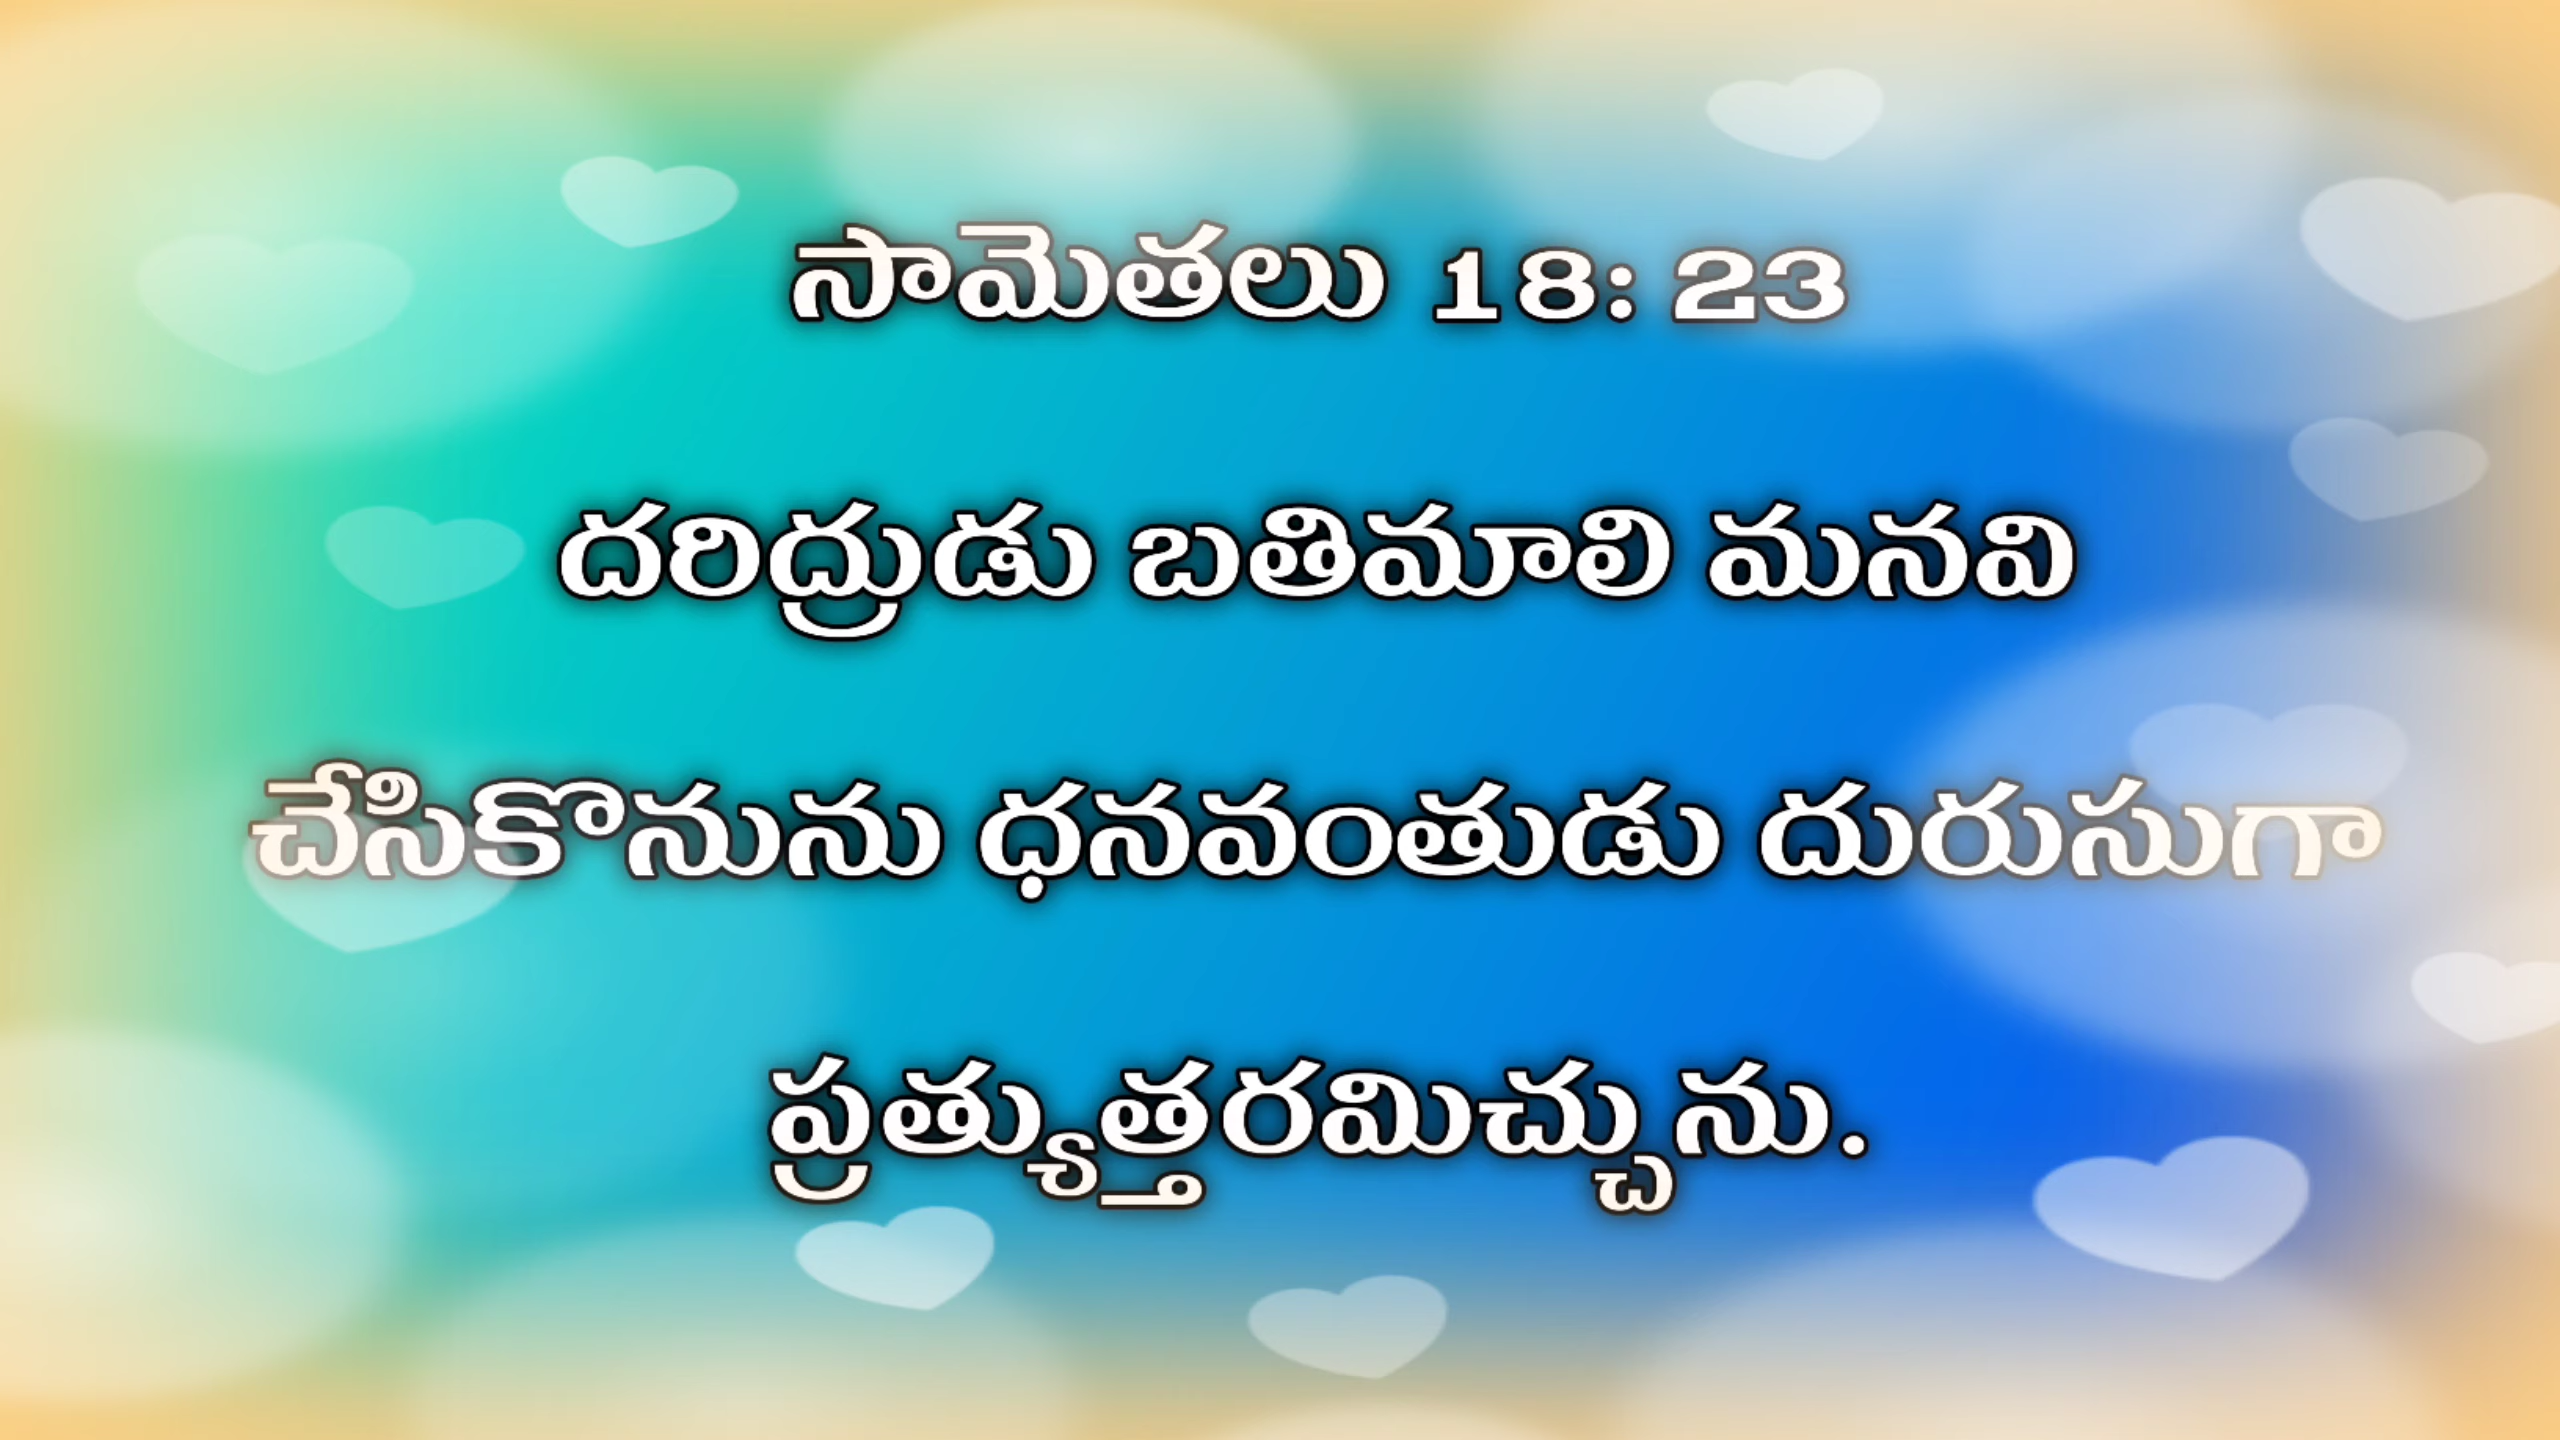 సామెతలు 18: 23
దరిద్రుడు బతిమాలి మనవి
చేసికొనును ధనవంతుడు దురుసుగా
ప్రత్యుత్తరమిచ్చును.